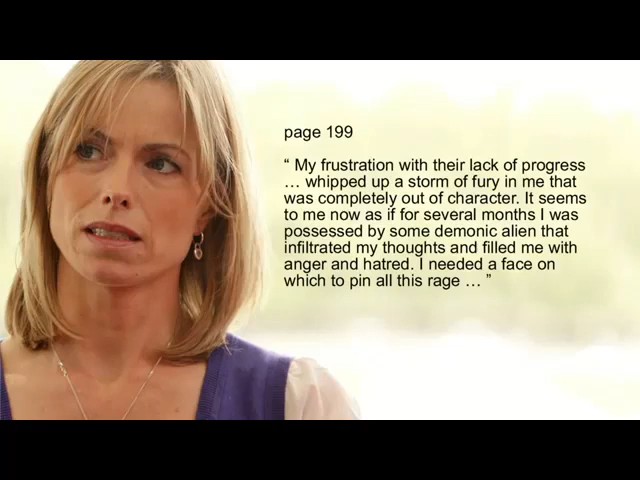 page 199
“ My frustration with their lack of progress
… whipped up a storm of fury in me that
was completely out of character. It seems
to me now as if for several months I was
possessed by some demonic alien that
infiltrated my thoughts and filled me with
anger and hatred. I needed a face on
which to pin all this rage … ”